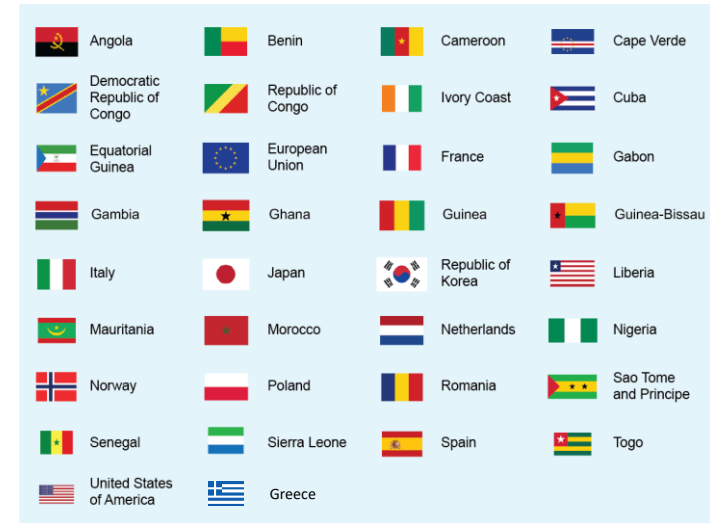 Angola
Benin
Cameroon
Cape Verde
Democratic
Republic of
Congo
Republic of
Congo
Ivory Coast
Cuba
Equatorial
Guinea
European
Union
France
Gabon
Gambia
Ghana
Guinea
Guinea-Bissau
Italy
Japan
Republic of
Korea
Liberia
Mauritania
Morocco
Netherlands
Nigeria
Norway
Poland
Romania
Sao Tome
and Principe
Senegal
Sierra Leone
Spain
Togo
United States
of America
Greece